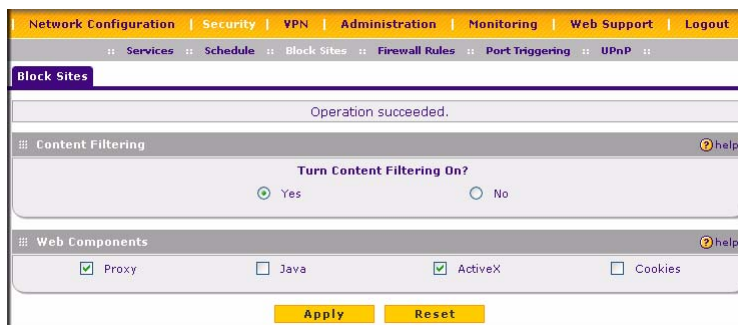 Network Configuration | Security | VPN | Administration | Monitoring | Web Support | Logout
:: Services :: Schedule :: Block Sites :: Firewall Rules :: Port Triggering :: UPnP ::
Block Sites
Operation succeeded.
Content Filtering ? help
Turn Content Filtering On?
Yes No
Web Components ? help
Proxy Java ActiveX Cookies
Apply Reset